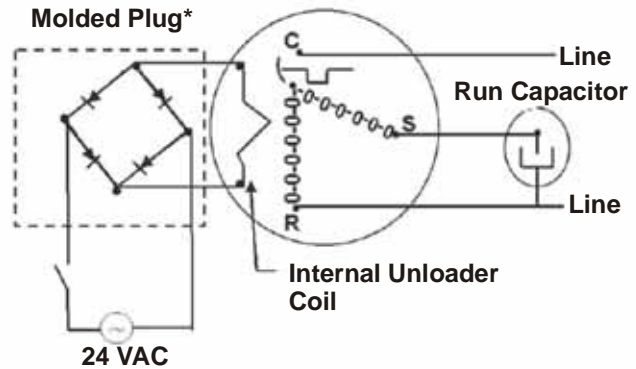 Molded Plug*
C
Line
Run Capacitor
S
Line
R
Internal Unloader
Coil
24 VAC